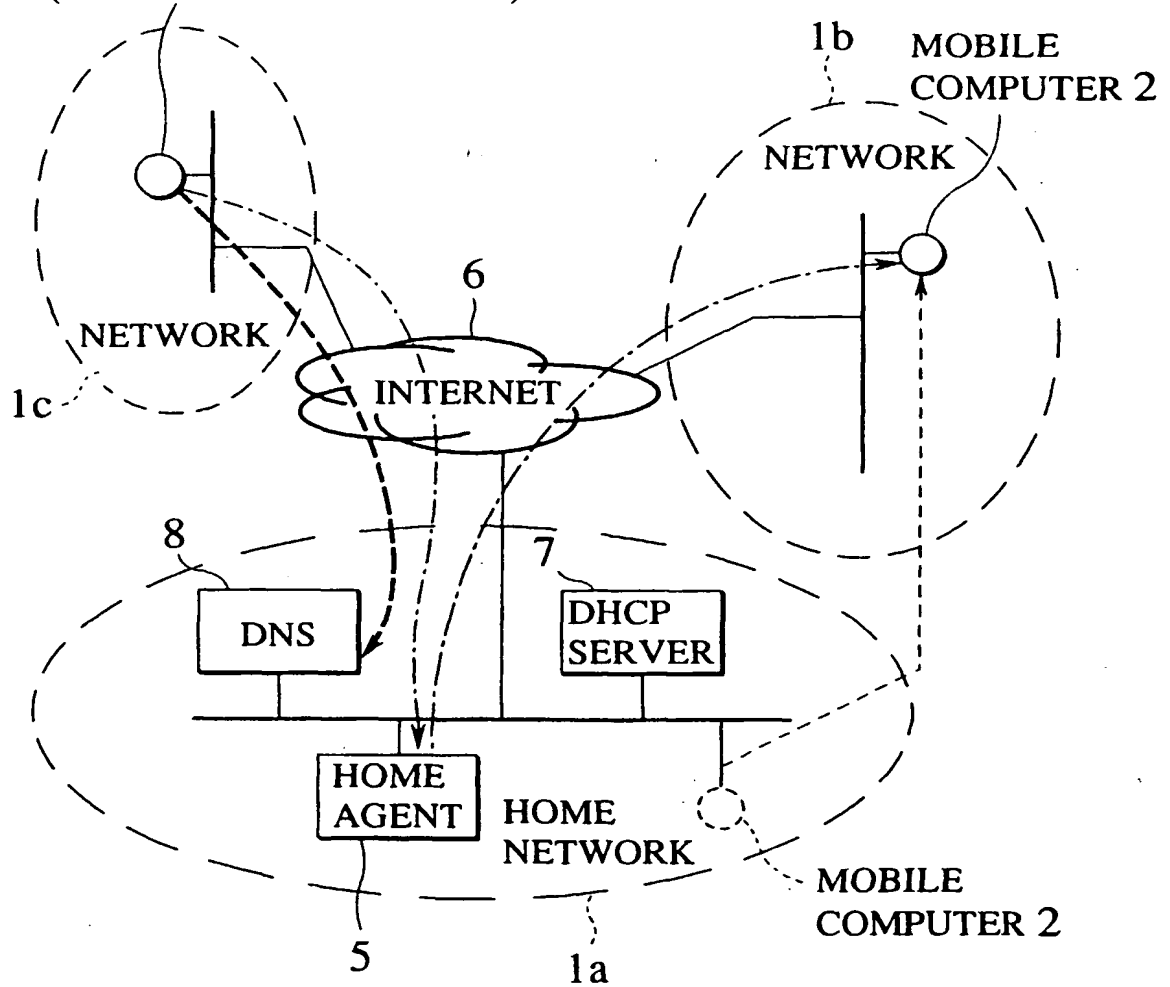 1b
MOBILE
COMPUTER 2
NETWORK
NETWORK
1c
6
INTERNET
8
DNS
7
DHCP
SERVER
HOME
AGENT
HOME
NETWORK
MOBILE
COMPUTER 2
5
1a